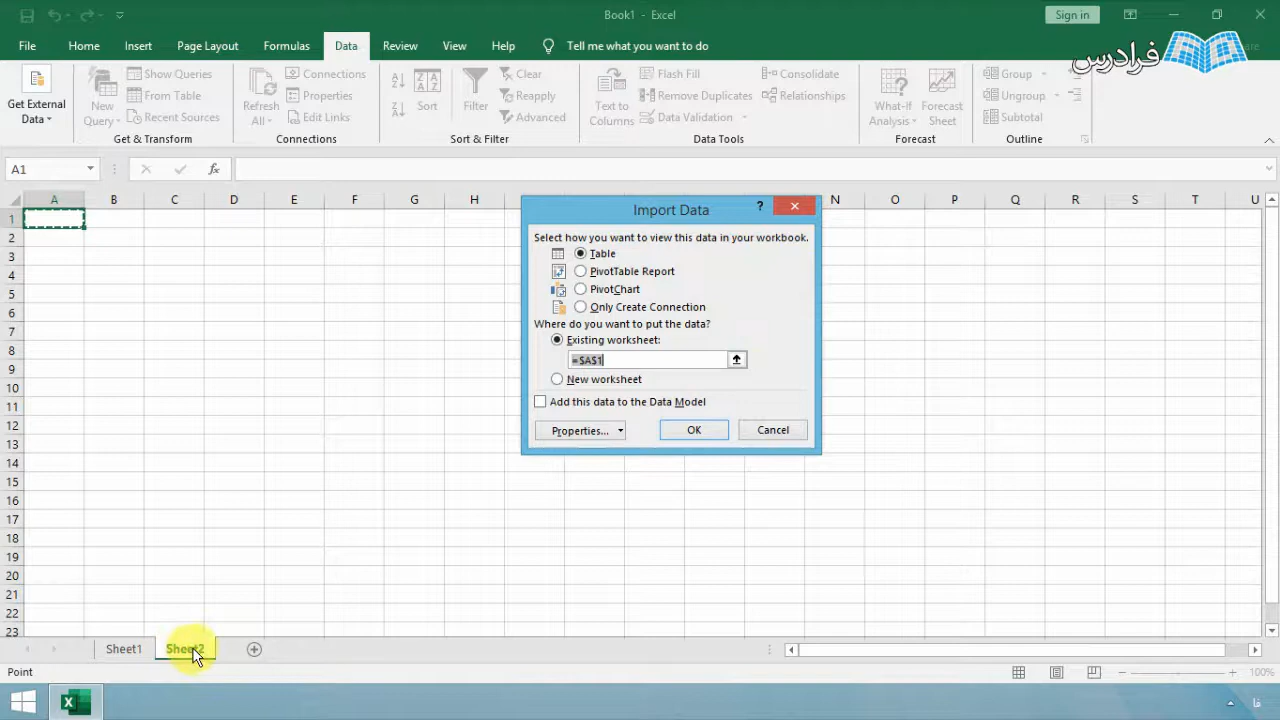 Book1 - Excel
Sign in
File Home Insert Page Layout Formulas Data Review View Help Tell me what you want to do
فرادرس
Get External Data
New Query
Show Queries
From Table
Recent Sources
Get & Transform
Refresh All
Connections
Properties
Edit Links
Connections
Sort
Filter
Clear
Reapply
Advanced
Sort & Filter
Text to Columns
Flash Fill
Remove Duplicates
Data Validation
Consolidate
Relationships
Data Tools
What-If Analysis
Forecast Sheet
Forecast
Group
Ungroup
Subtotal
Outline
A1
fx
A B C D E F G H N O P Q R S T U
1
2
3
4
5
6
7
8
9
10
11
12
13
14
15
16
17
18
19
20
21
22
23
Import Data
?
Select how you want to view this data in your workbook.
Table
PivotTable Report
PivotChart
Only Create Connection
Where do you want to put the data?
Existing worksheet:
=$A$1
New worksheet
Add this data to the Data Model
Properties... OK Cancel
Sheet1 Sheet2
Point
100%
فا